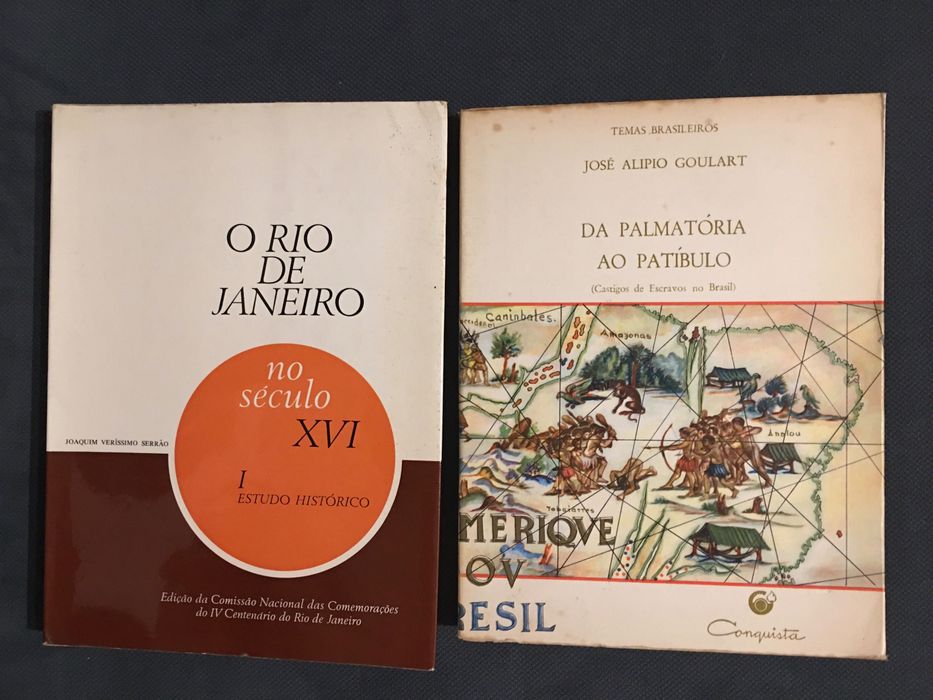 O RIO
DE
JANEIRO
no
século
XVI
JOAQUIM VERÍSSIMO SERRÃO
I
ESTUDO HISTÓRICO
Edição da Comissão Nacional das Comemorações
do IV Centenário do Rio de Janeiro
TEMAS BRASILEIROS
JOSÉ ALIPIO GOULART
DA PALMATÓRIA
AO PATÍBULO
(Castigos de Escravos no Brasil)
Caninbales.
Amazonas
MERIQVE
OV
RESIL
Conquista